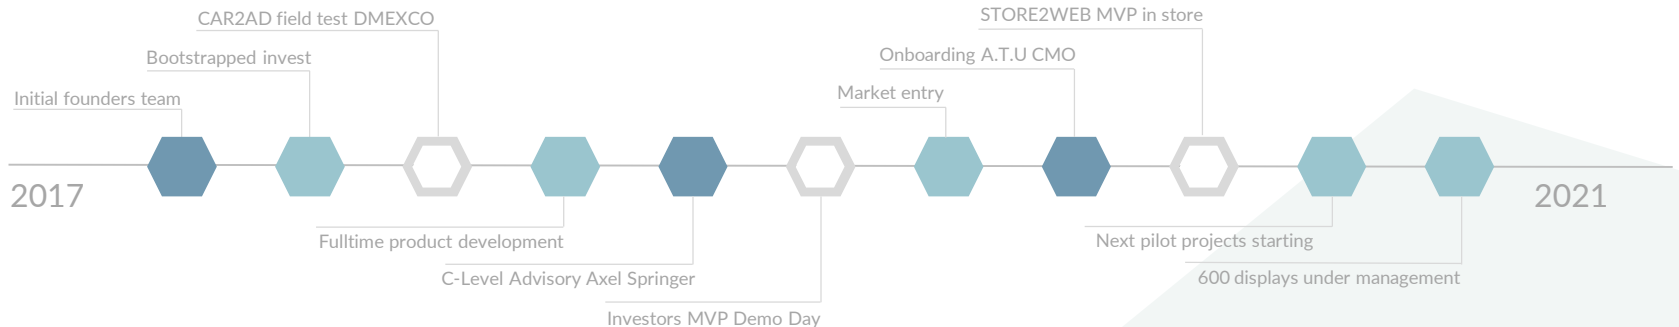 CAR2AD field test DMEXCO
Bootstrapped invest
Initial founders team
STORE2WEB MVP in store
Onboarding A.T.U CMO
Market entry
2017
2021
Fulltime product development
C-Level Advisory Axel Springer
Investors MVP Demo Day
Next pilot projects starting
600 displays under management